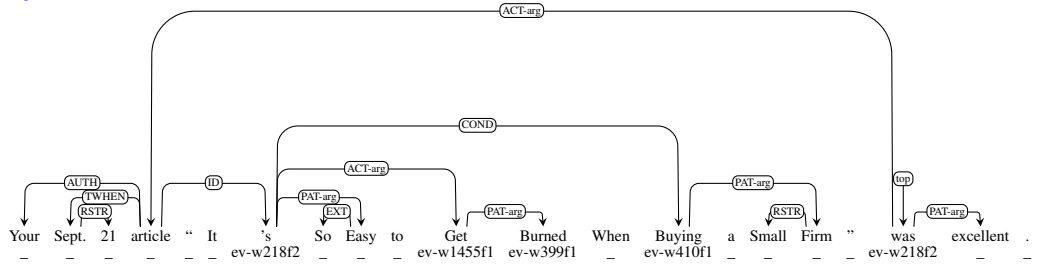 ACT-arg
COND
ACT-arg
AUTH ID top
TWHEN PAT-arg PAT-arg PAT-arg
RSTR EXT PAT-arg RSTR
Your Sept. 21 article “ It 's So Easy to Get Burned When Buying a Small Firm ” was excellent .
_ _ _ _ _ _ ev-w218f2 _ _ _ ev-w1455f1 ev-w399f1 _ ev-w410f1 _ _ _ _ ev-w218f2 _ _